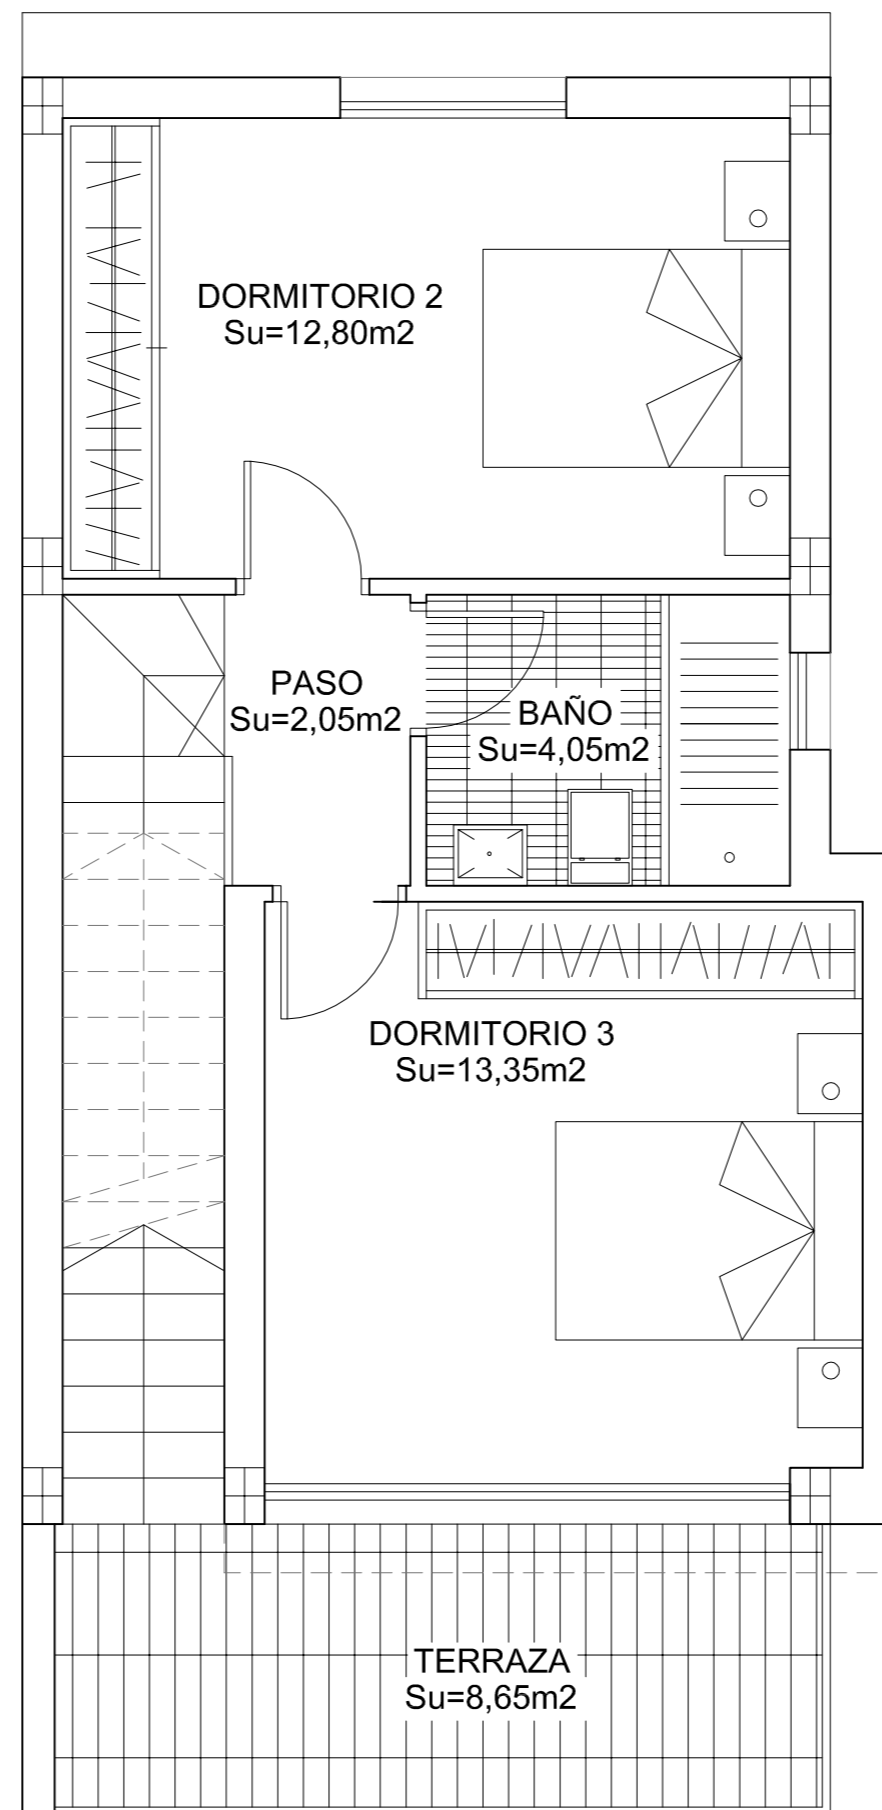 DORMITORIO 2
Su=12,80m2
PASO
Su=2,05m2
BAÑO
Su=4,05m2
DORMITORIO 3
Su=13,35m2
TERRAZA
Su=8,65m2